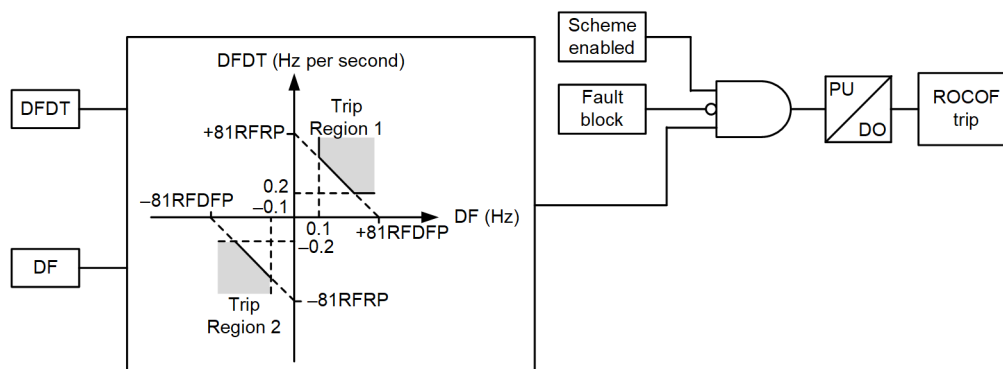 Scheme
enabled
DFDT (Hz per second)
DFDT
Trip
Region 1
Fault
block
PU
DO
ROCOF
trip
+81RFRP
0.2
–81RFDFP
–0.1
DF (Hz)
0.1
+81RFDFP
–0.2
DF
–81RFRP
Trip
Region 2